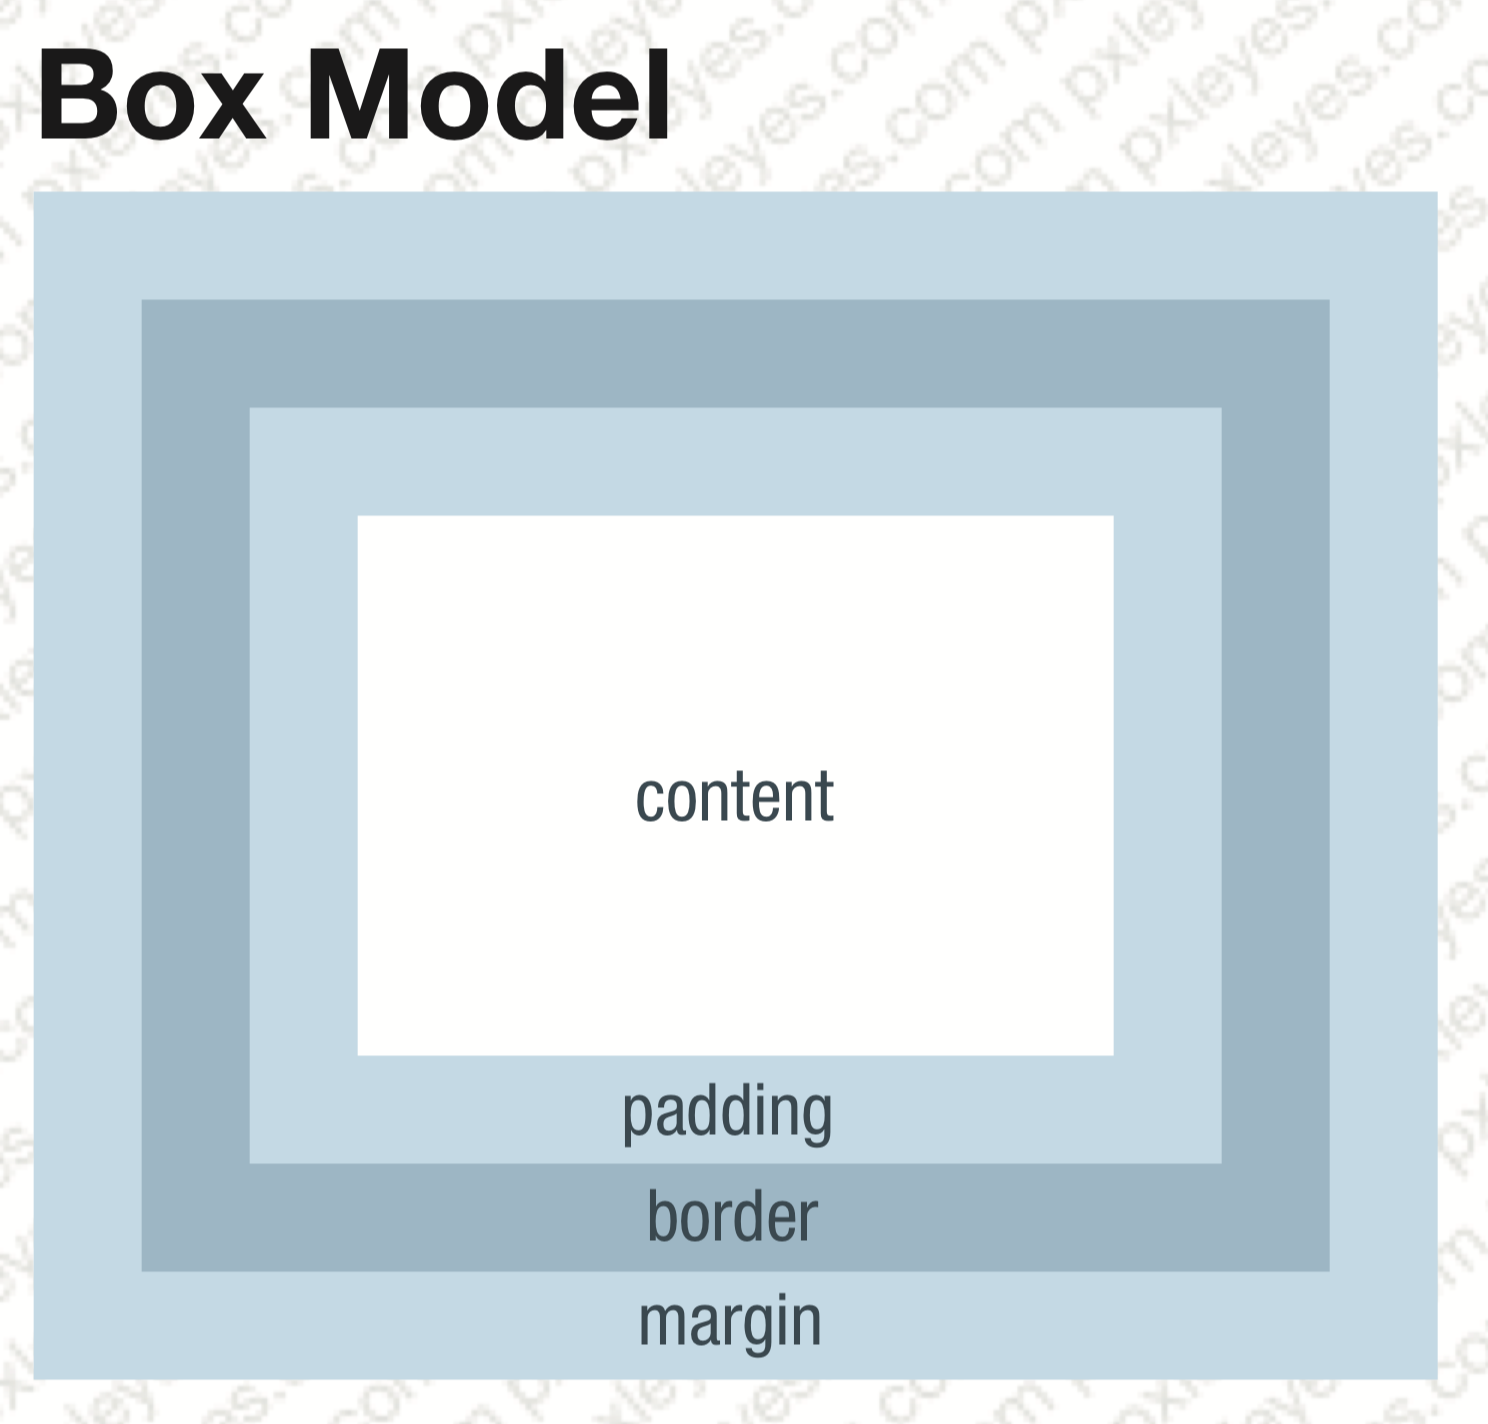 Box Model
content
padding
border
margin